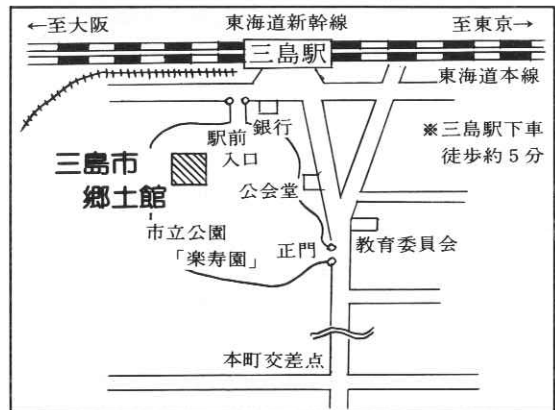 ←至大阪
東海道新幹線
至東京→
三島駅
東海道本線
銀行
駅前
入口
※三島駅下車
徒歩約5分
三島市
郷土館
公会堂
市立公園
「楽寿園」
正門
教育委員会
本町交差点